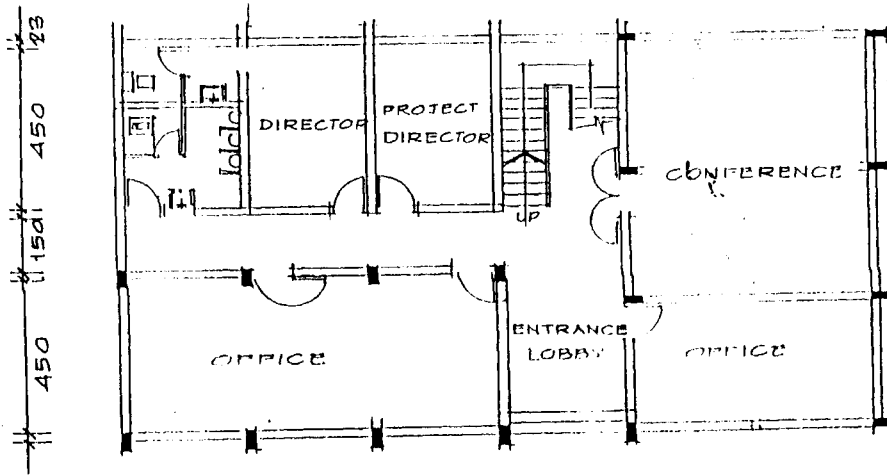 23
450
DIRECTOR
PROJECT
DIRECTOR
CONFERENCE
UP
150
ENTRANCE
LOBBY
OFFICE
OFFICE
450